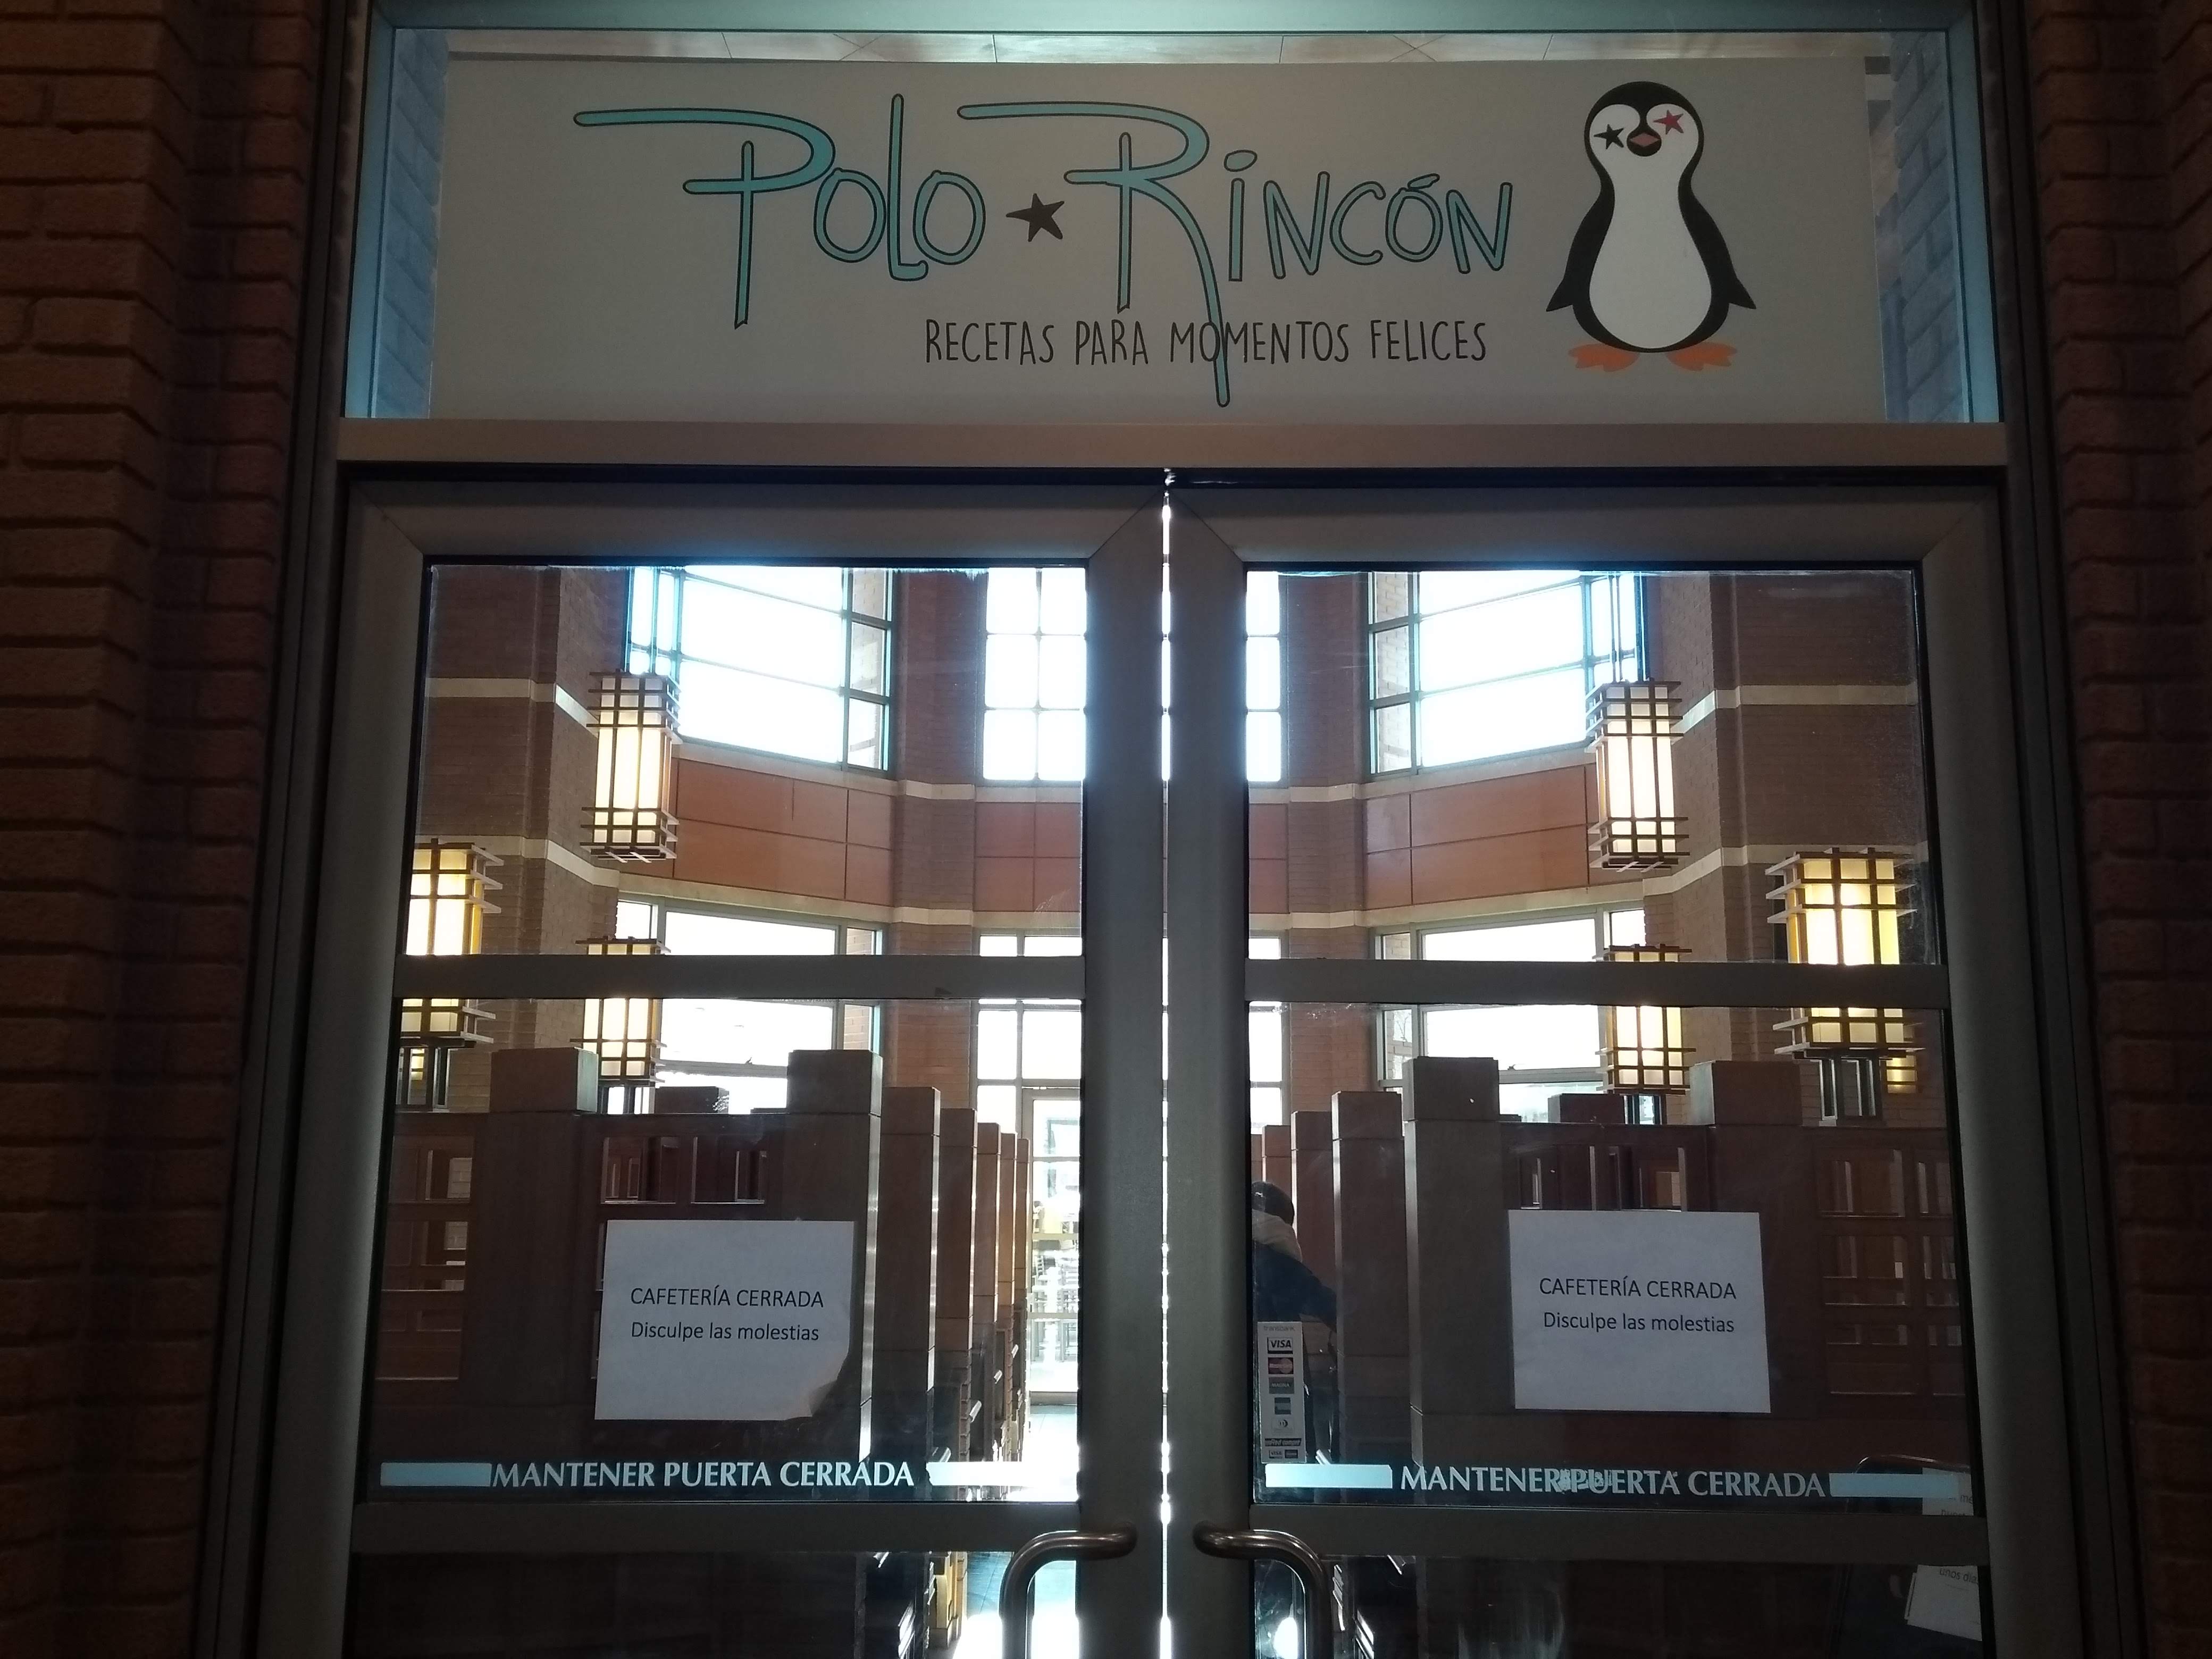 POLO RINCÓN
RECETAS PARA MOMENTOS FELICES
CAFETERÍA CERRADA
Disculpe las molestias
CAFETERÍA CERRADA
Disculpe las molestias
VISA
MANTENER PUERTA CERRADA
MANTENER PUERTA CERRADA